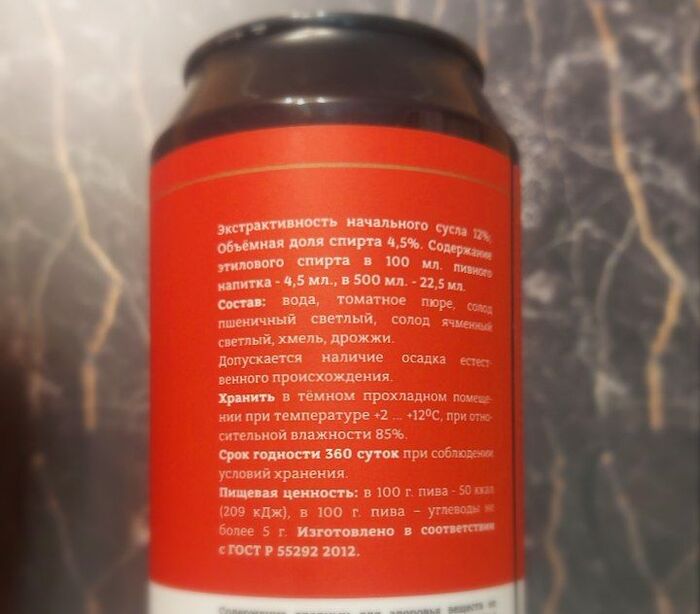 Экстрактивность начального сусла 12%.
Объёмная доля спирта 4,5%. Содержание
этилового спирта в 100 мл. пивного
напитка - 4,5 мл., в 500 мл. - 22,5 мл.
Состав: вода, томатное пюре, солод
пшеничный светлый, солод ячменный
светлый, хмель, дрожжи.
Допускается наличие осадка естест-
венного происхождения.
Хранить в тёмном прохладном помеще-
нии при температуре +2 ... +12ºС, при отно-
сительной влажности 85%.
Срок годности 360 суток при соблюдении
условий хранения.
Пищевая ценность: в 100 г. пива - 50 ккал
(209 кДж), в 100 г. пива – углеводы не
более 5 г. Изготовлено в соответствии
с ГОСТ Р 55292 2012.